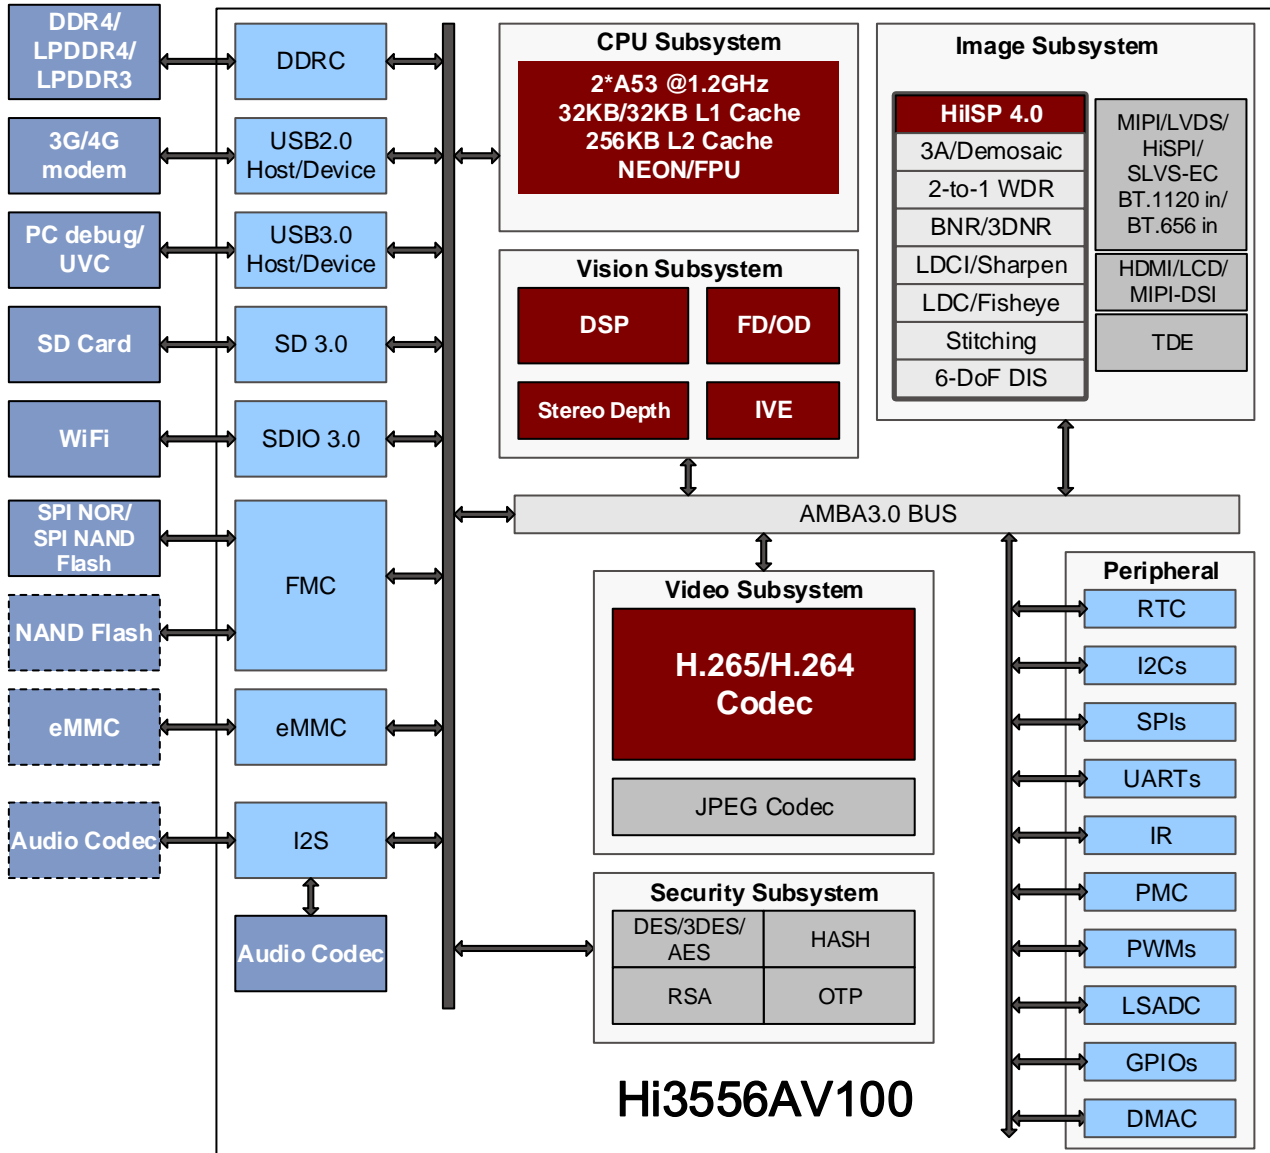 DDR4/
LPDDR4/
LPDDR3
3G/4G
modem
PC debug/
UVC
SD Card
WiFi
SPI NOR/
SPI NAND
Flash
NAND Flash
eMMC
Audio Codec
DDRC
USB2.0
Host/Device
USB3.0
Host/Device
SD 3.0
SDIO 3.0
FMC
eMMC
I2S
Audio Codec
CPU Subsystem
2*A53 @1.2GHz
32KB/32KB L1 Cache
256KB L2 Cache
NEON/FPU
Vision Subsystem
DSP
FD/OD
Stereo Depth
IVE
Image Subsystem
HiISP 4.0
3A/Demosaic
2-to-1 WDR
BNR/3DNR
LDCI/Sharpen
LDC/Fisheye
Stitching
6-DoF DIS
MIPI/LVDS/
HiSPI/
SLVS-EC
BT.1120 in/
BT.656 in
HDMI/LCD/
MIPI-DSI
TDE
AMBA3.0 BUS
Video Subsystem
H.265/H.264
Codec
JPEG Codec
Security Subsystem
DES/3DES/
AES
HASH
RSA
OTP
Peripheral
RTC
I2Cs
SPIs
UARTs
IR
PMC
PWMs
LSADC
GPIOs
DMAC
Hi3556AV100